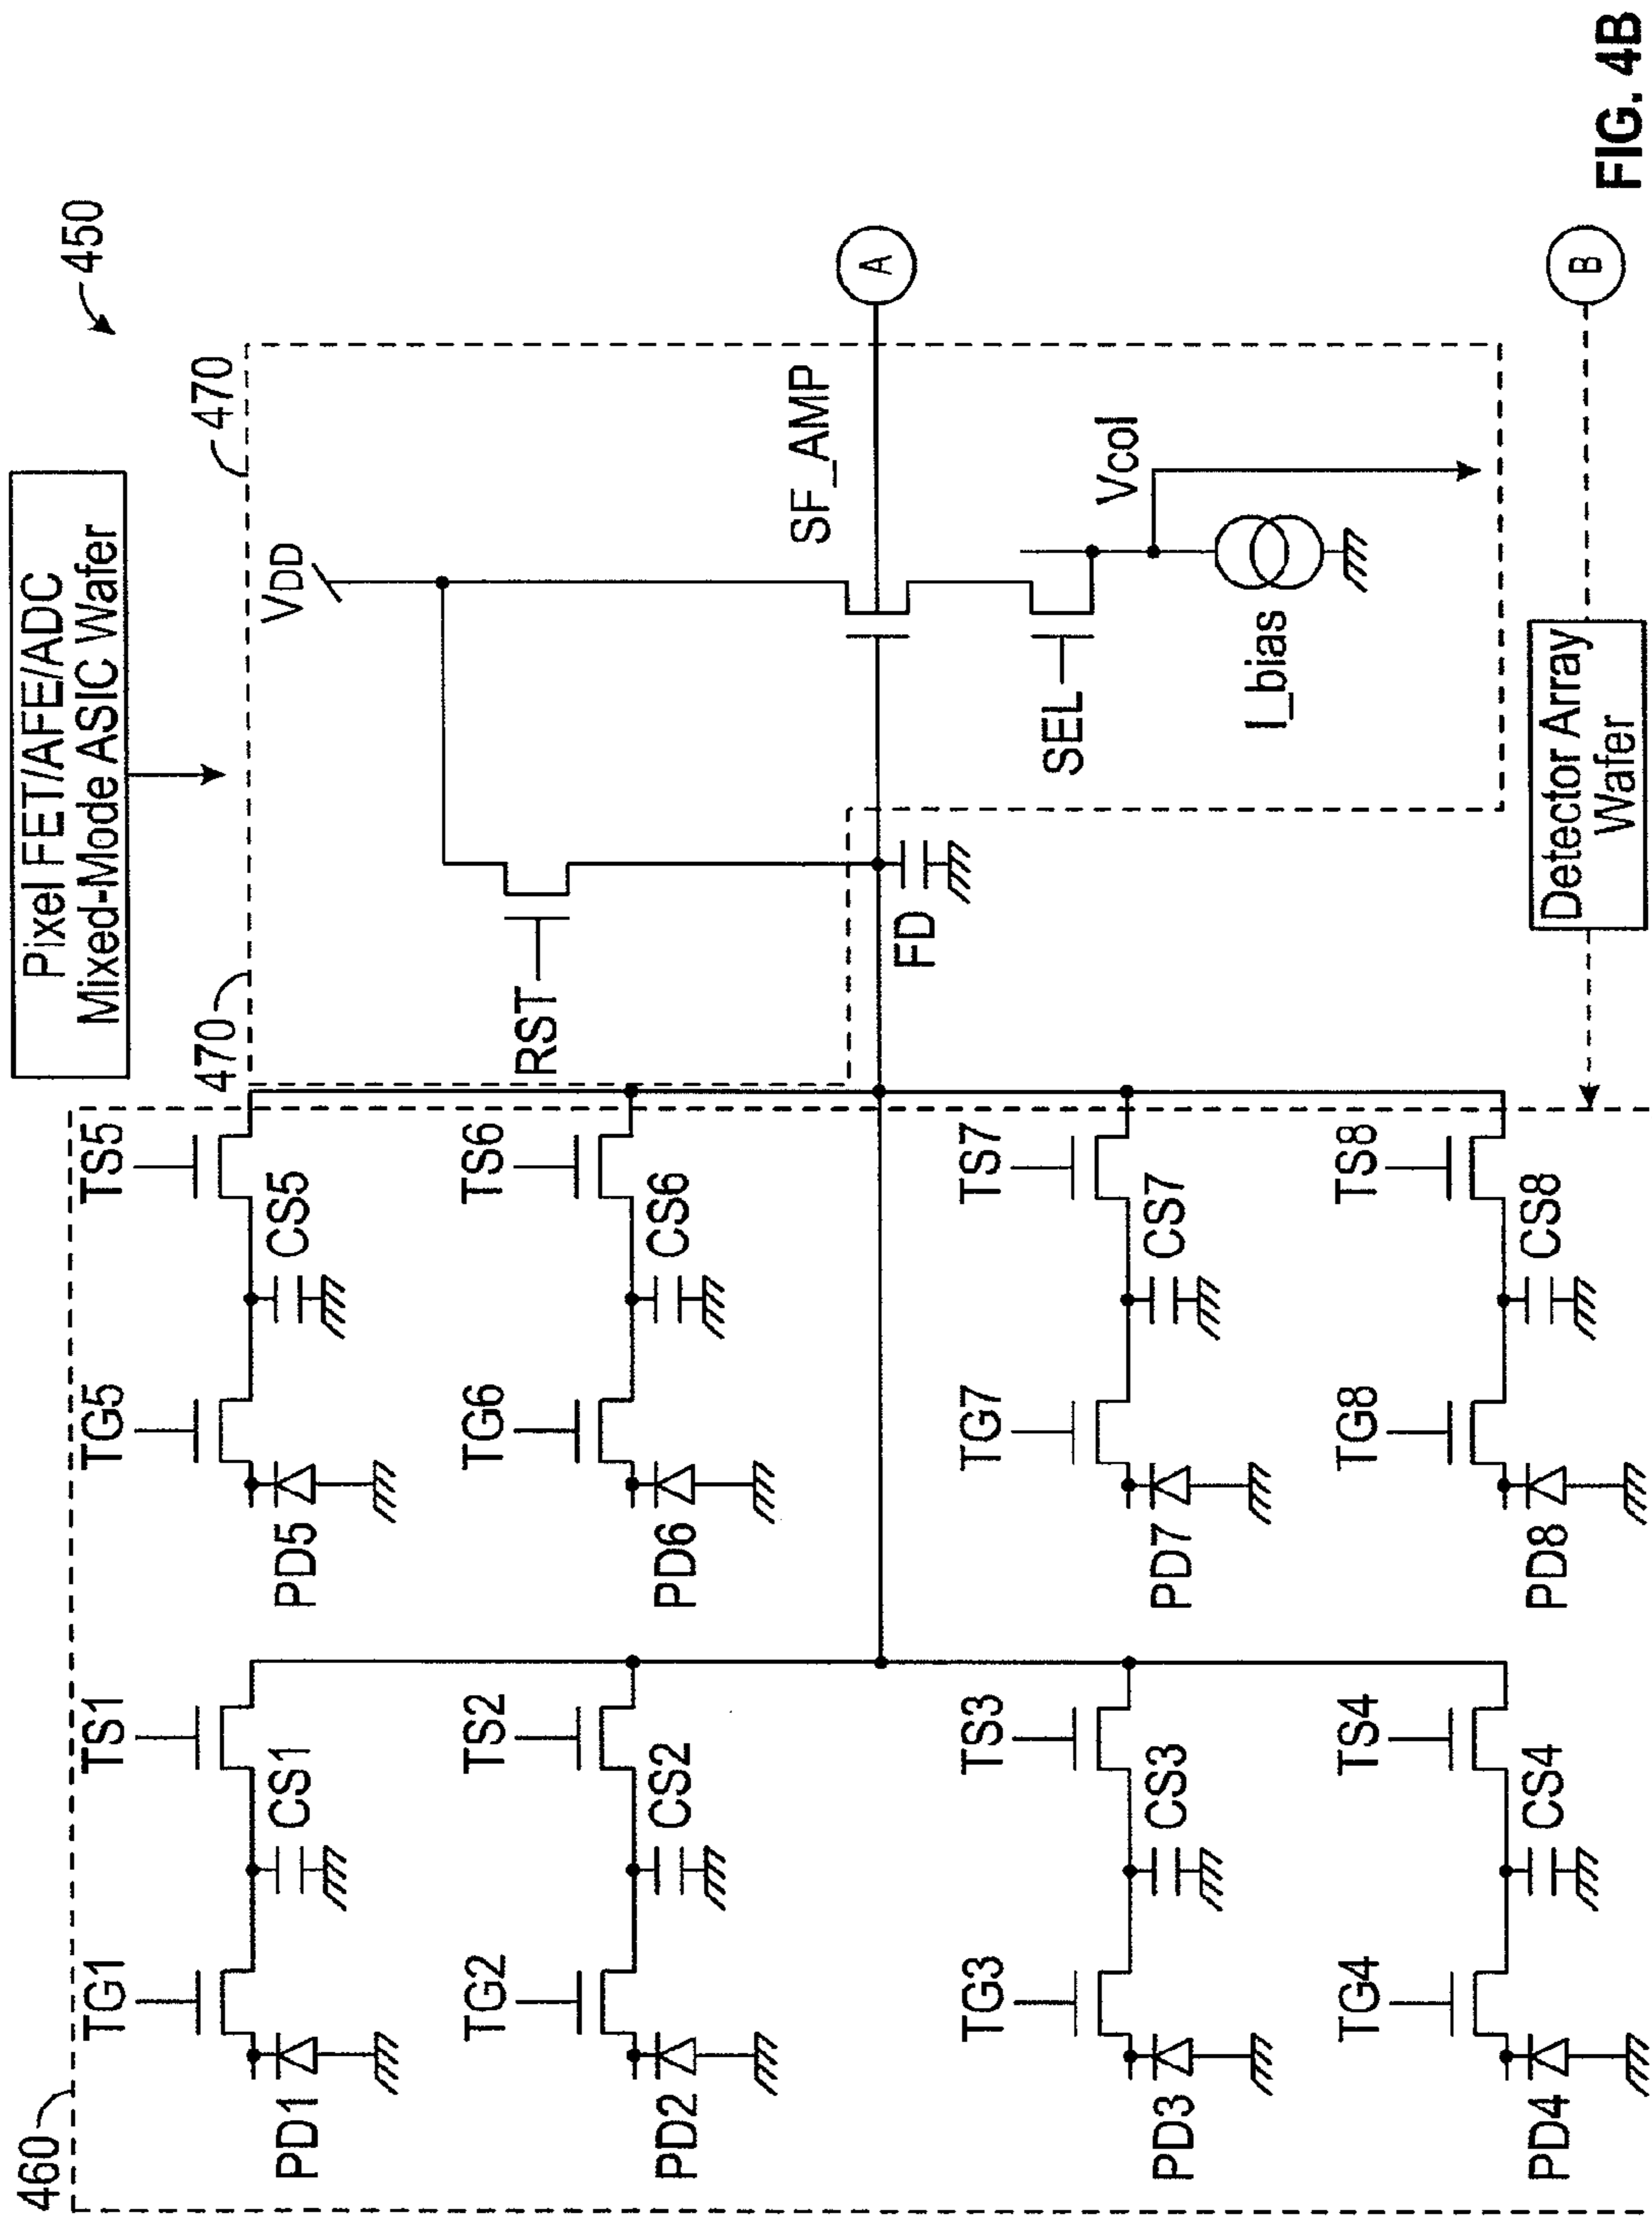 Pixel FET/AFE/ADC
Mixed-Mode ASIC Wafer
450
460
470
470
TG1
TS1
TG5
TS5
VDD
PD1
CS1
PD5
CS5
RST
SF_AMP
TG2
TS2
TG6
TS6
PD2
CS2
PD6
CS6
FD
A
TG3
TS3
TG7
TS7
SEL
Vcol
PD3
CS3
PD7
CS7
I_bias
TG4
TS4
TG8
TS8
PD4
CS4
PD8
CS8
Detector Array
Wafer
B
FIG. 4B